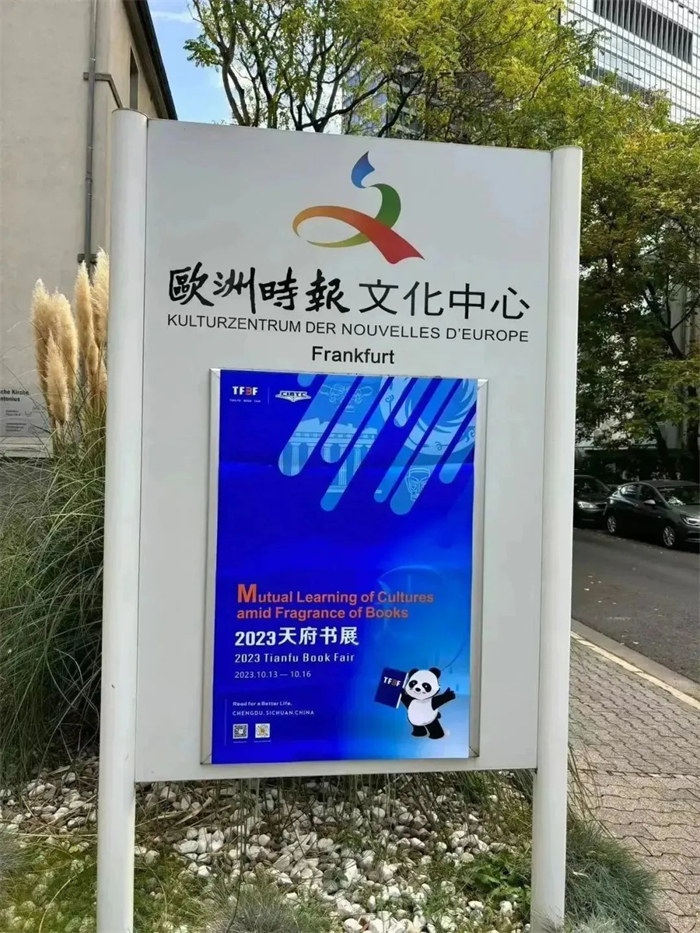 歐洲時報 文化中心
KULTURZENTRUM DER NOUVELLES D'EUROPE
Frankfurt
TFBF
Mutual Learning of Cultures
amid Fragrance of Books
2023天府书展
2023 Tianfu Book Fair
2023.10.13 — 10.16
TFBF
Read for a Better Life.
CHENGDU, SICHUAN, CHINA